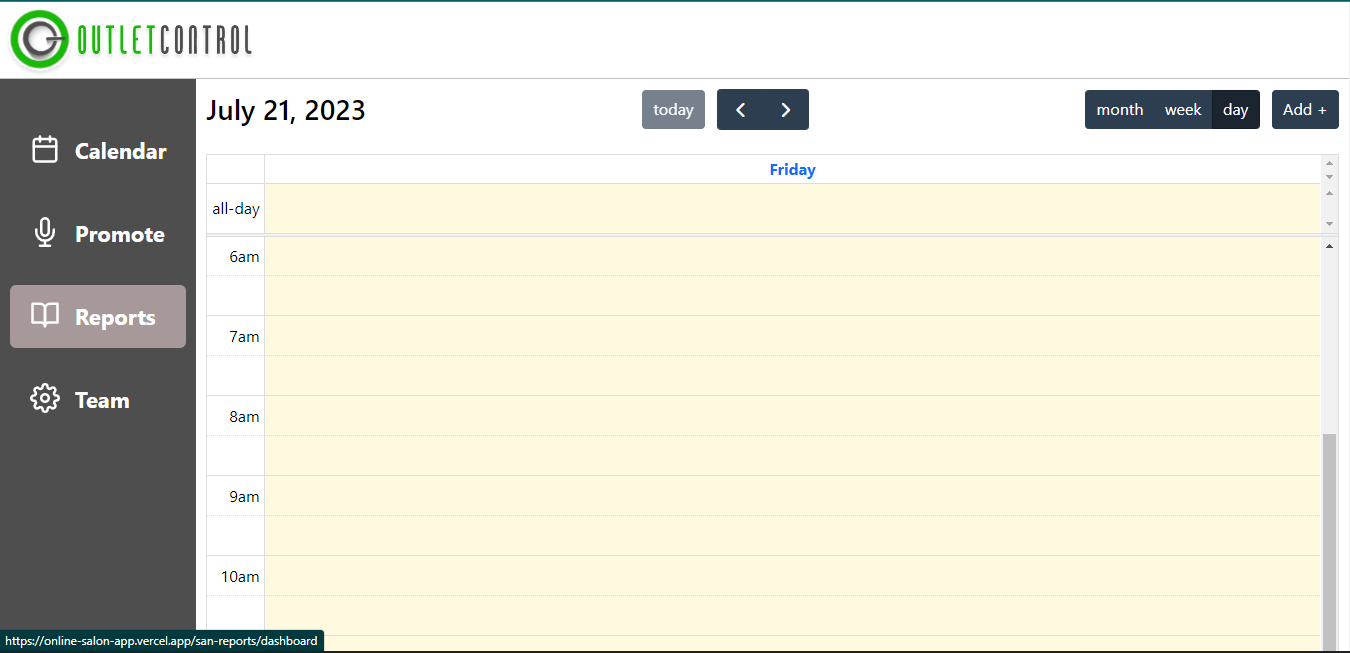 OUTLETCONTROL
Calendar
Promote
Reports
Team
July 21, 2023
today
month week day Add +
Friday
all-day
6am
7am
8am
9am
10am
https://online-salon-app.vercel.app/san-reports/dashboard